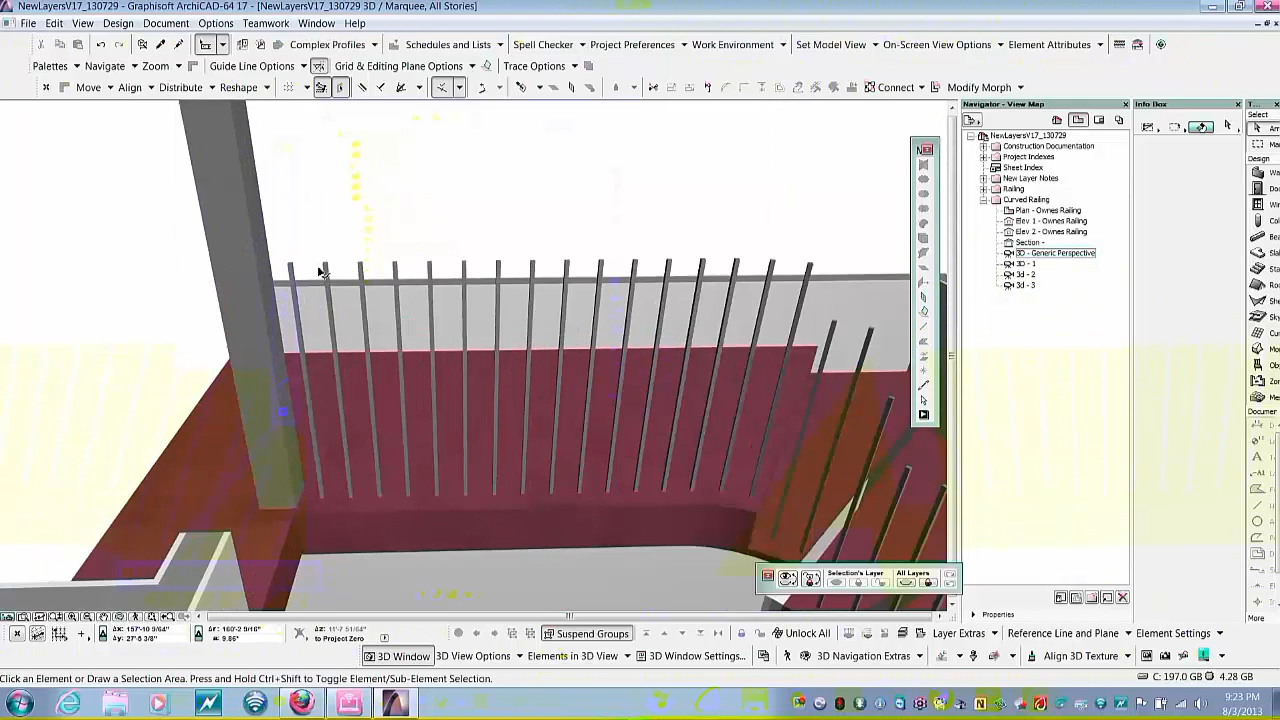 NewLayersV17_130729 - Graphisoft ArchiCAD-64 17 - [NewLayersV17_130729 3D / Marquee, All Stories]
File Edit View Design Document Options Teamwork Window Help
Complex Profiles Schedules and Lists Spell Checker Project Preferences Work Environment Set Model View On-Screen View Options Element Attributes
Palettes Navigate Zoom Guide Line Options Grid & Editing Plane Options Trace Options
Move Align Distribute Reshape Connect Modify Morph
Navigator - View Map
Info Box
T...
Select
NewLayersV17_130729
Construction Documentation
Project Indexes
Sheet Index
New Layer Notes
Railing
Curved Railing
Plan - Ownes Railing
Elev 1 - Ownes Railing
Elev 2 - Ownes Railing
Section -
3D - Generic Perspective
3D - 1
3d - 2
3d - 3
Design
Docume
More
Properties
Selection's Layer All Layers
Suspend Groups Unlock All Layer Extras Reference Line and Plane Element Settings
to Project Zero
3D Window 3D View Options Elements in 3D View 3D Window Settings... 3D Navigation Extras Align 3D Texture
Click an Element or Draw a Selection Area. Press and Hold Ctrl+Shift to Toggle Element/Sub-Element Selection.
C: 197.0 GB 4.28 GB
9:23 PM
8/3/2013